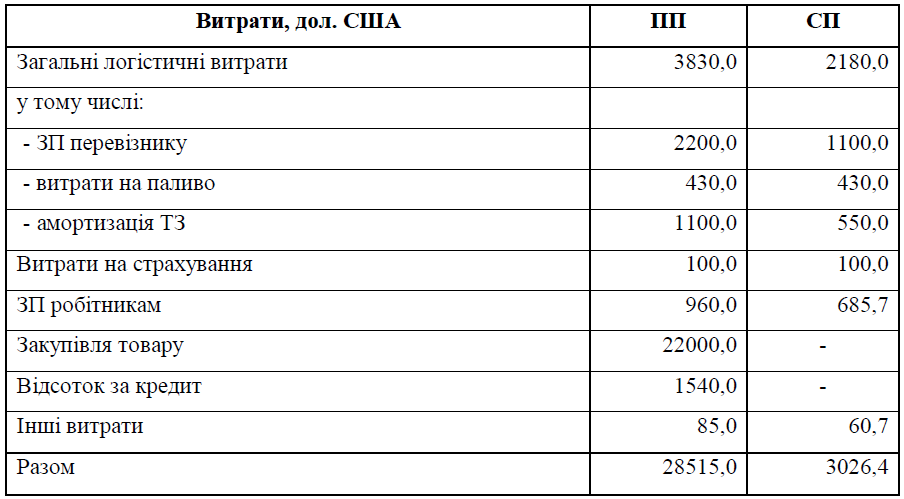 Витрати, дол. США ПП СП
Загальні логістичні витрати 3830,0 2180,0
у тому числі:
- ЗП перевізнику 2200,0 1100,0
- витрати на паливо 430,0 430,0
- амортизація ТЗ 1100,0 550,0
Витрати на страхування 100,0 100,0
ЗП робітникам 960,0 685,7
Закупівля товару 22000,0 -
Відсоток за кредит 1540,0 -
Інші витрати 85,0 60,7
Разом 28515,0 3026,4